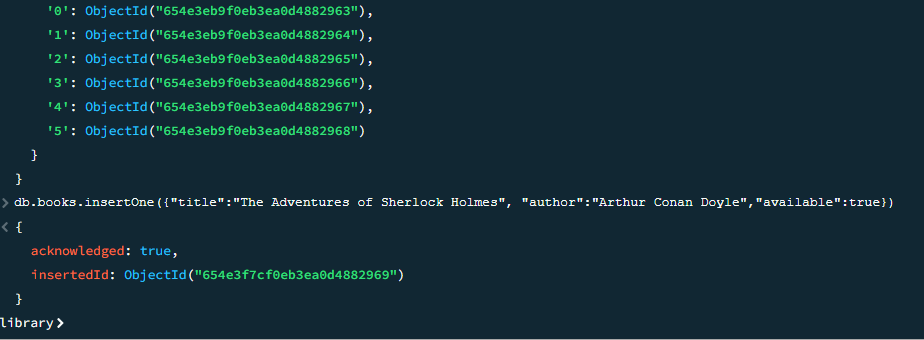 '0': ObjectId("654e3eb9f0eb3ea0d4882963"),
'1': ObjectId("654e3eb9f0eb3ea0d4882964"),
'2': ObjectId("654e3eb9f0eb3ea0d4882965"),
'3': ObjectId("654e3eb9f0eb3ea0d4882966"),
'4': ObjectId("654e3eb9f0eb3ea0d4882967"),
'5': ObjectId("654e3eb9f0eb3ea0d4882968")
}
}
> db.books.insertOne({"title":"The Adventures of Sherlock Holmes", "author":"Arthur Conan Doyle","available":true})
< {
acknowledged: true,
insertedId: ObjectId("654e3f7cf0eb3ea0d4882969")
}
library>